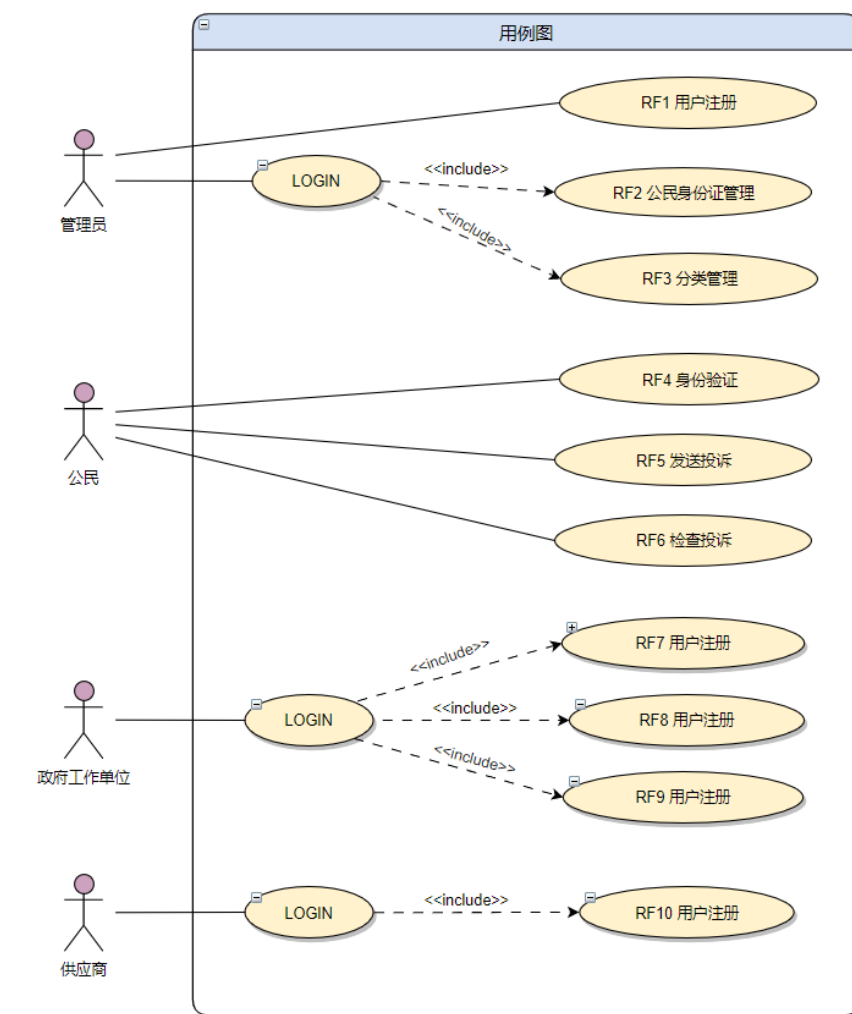 用例图
RF1 用户注册
管理员
LOGIN
<<include>>
RF2 公民身份证管理
<<include>>
RF3 分类管理
公民
RF4 身份验证
RF5 发送投诉
RF6 检查投诉
政府工作单位
LOGIN
<<include>>
RF7 用户注册
<<include>>
RF8 用户注册
<<include>>
RF9 用户注册
供应商
LOGIN
<<include>>
RF10 用户注册